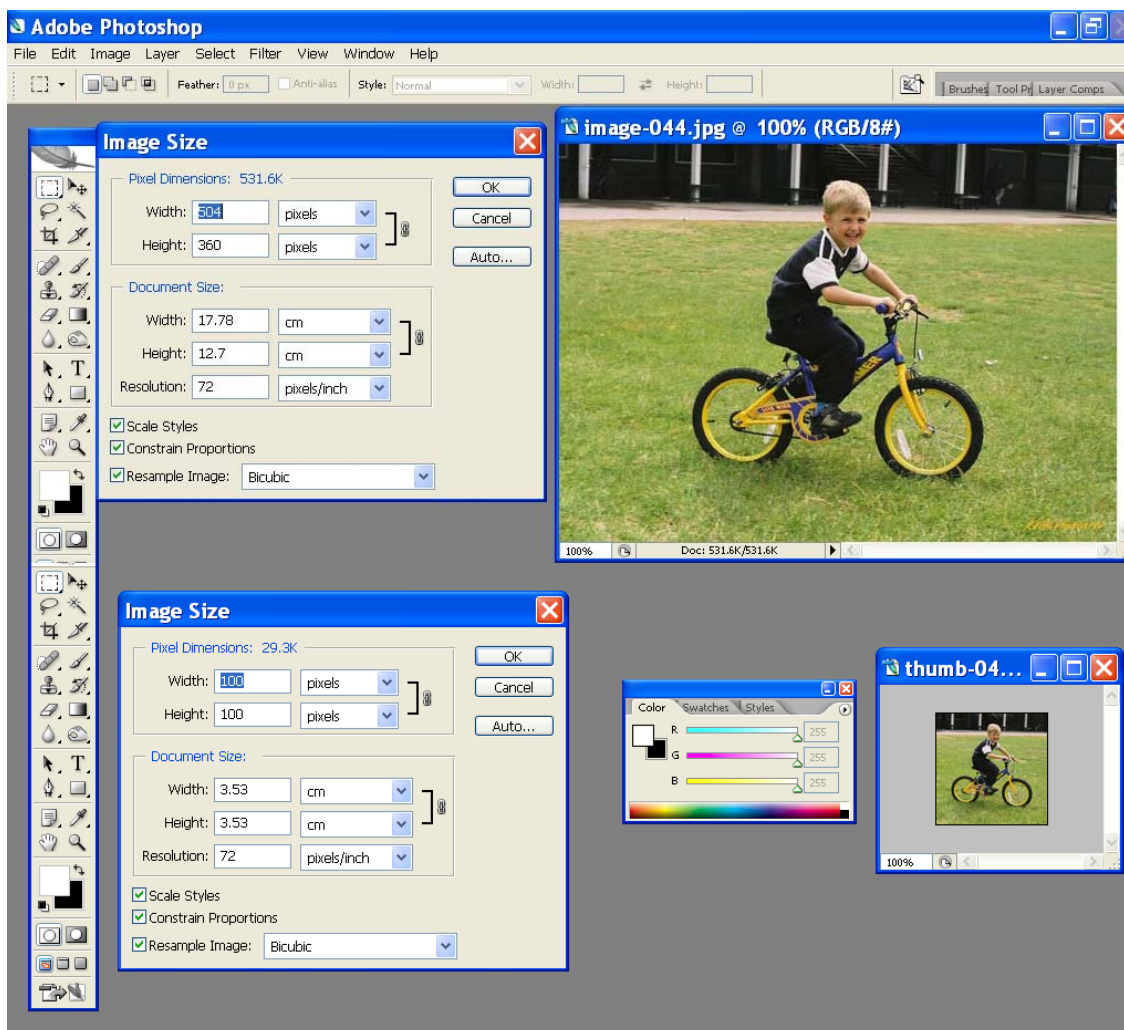 Adobe Photoshop
File Edit Image Layer Select Filter View Window Help
Feather: 0 px Anti-alias Style: Normal Width: Height: Brushes Tool Pr Layer Comps
Image Size
Pixel Dimensions: 531.6K
Width: 504 pixels
Height: 360 pixels
OK
Cancel
Auto...
Document Size:
Width: 17.78 cm
Height: 12.7 cm
Resolution: 72 pixels/inch
Scale Styles
Constrain Proportions
Resample Image: Bicubic
image-044.jpg @ 100% (RGB/8#)
100% Doc: 531.6K/531.6K
Image Size
Pixel Dimensions: 29.3K
Width: 100 pixels
Height: 100 pixels
OK
Cancel
Auto...
Document Size:
Width: 3.53 cm
Height: 3.53 cm
Resolution: 72 pixels/inch
Scale Styles
Constrain Proportions
Resample Image: Bicubic
Color Swatches Styles
R 255
G 255
B 255
thumb-04...
100%